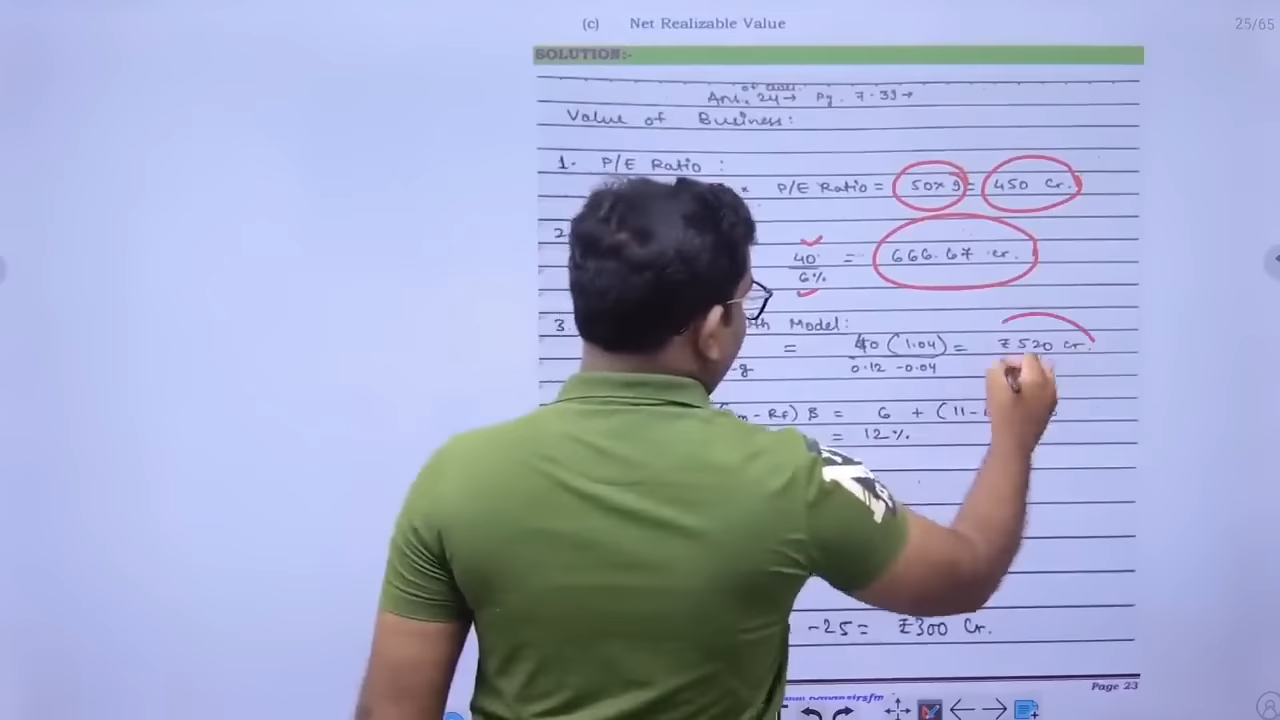 (c) Net Realizable Value
25/65
SOLUTION:-
Ans. 24→ Pg. 7.39→
Value of Business:
1. P/E Ratio :
× P/E Ratio = 50×9 = 450 Cr.
2
40 = 666.67 cr.
6%
3. th Model:
= 40 (1.04) = ₹520 cr.
-g 0.12 -0.04
m - Rf) β = 6 + (11-
= 12%
-25 = ₹300 Cr.
Page 23